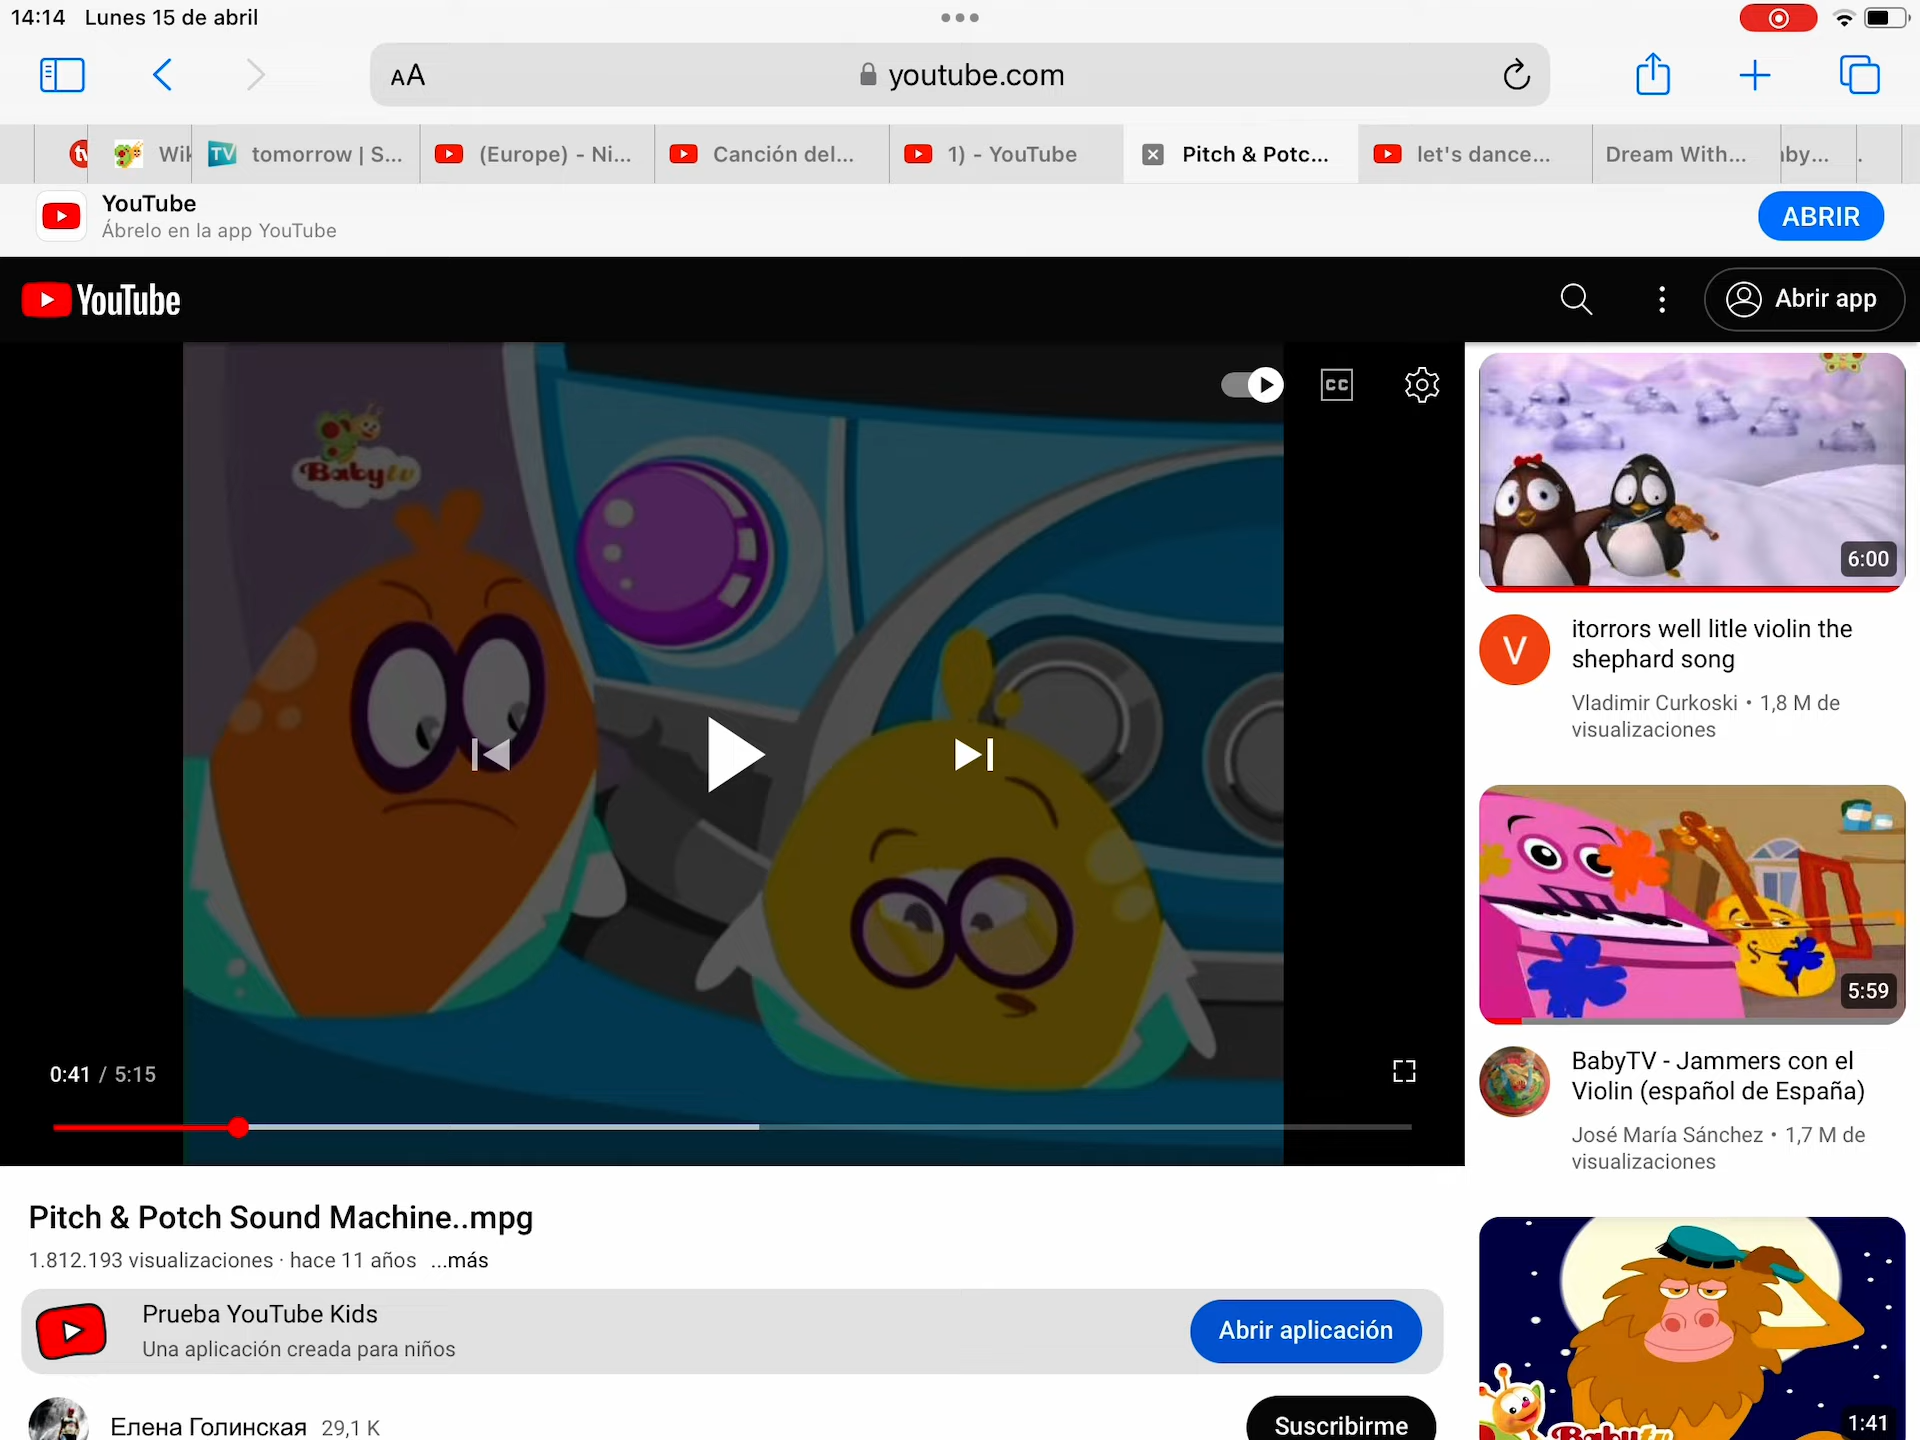 14:14 Lunes 15 de abril
AA youtube.com
Wik
tomorrow | S...
(Europe) - Ni...
Canción del...
1) - YouTube
Pitch & Potc...
let's dance...
Dream With...
by...
YouTube
Ábrelo en la app YouTube
ABRIR
YouTube
Abrir app
CC
Babytv
0:41 / 5:15
6:00
itorrors well litle violin the
shephard song
Vladimir Curkoski • 1,8 M de
visualizaciones
5:59
BabyTV - Jammers con el
Violin (español de España)
José María Sánchez • 1,7 M de
visualizaciones
1:41
Babytv
Pitch & Potch Sound Machine..mpg
1.812.193 visualizaciones · hace 11 años ...más
Prueba YouTube Kids
Una aplicación creada para niños
Abrir aplicación
Елена Голинская 29,1 K
Suscribirme